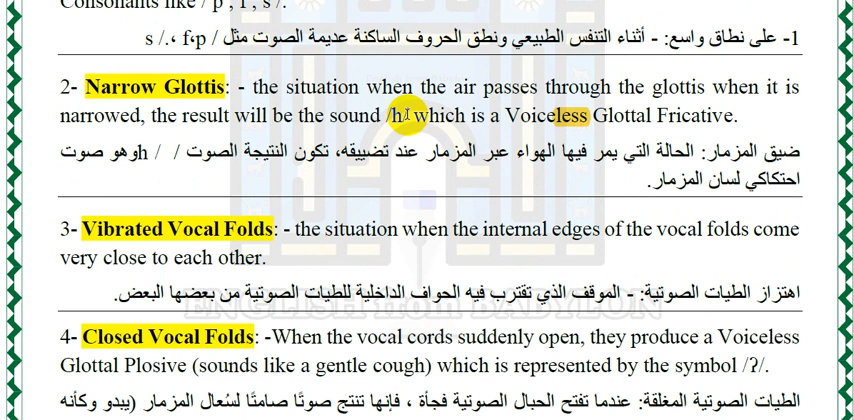 Consonants like / p , f , s /.
1- على نطاق واسع: - أثناء التنفس الطبيعي ونطق الحروف الساكنة عديمة الصوت مثل / s /.، f،p
2- Narrow Glottis: - the situation when the air passes through the glottis when it is
narrowed, the result will be the sound /h/ which is a Voiceless Glottal Fricative.
ضيق المزمار: الحالة التي يمر فيها الهواء عبر المزمار عند تضييقه، تكون النتيجة الصوت / / hوهو صوت
احتكاكي لسان المزمار.
3- Vibrated Vocal Folds: - the situation when the internal edges of the vocal folds come
very close to each other.
اهتزاز الطيات الصوتية: - الموقف الذي تقترب فيه الحواف الداخلية للطيات الصوتية من بعضها البعض.
ENGLISH from BABYLON
4- Closed Vocal Folds: -When the vocal cords suddenly open, they produce a Voiceless
Glottal Plosive (sounds like a gentle cough) which is represented by the symbol /ʔ/.
الطيات الصوتية المغلقة: عندما تفتح الحبال الصوتية فجأة ، فإنها تنتج صوتًا صامتًا لسُعال المزمار (يبدو وكأنه